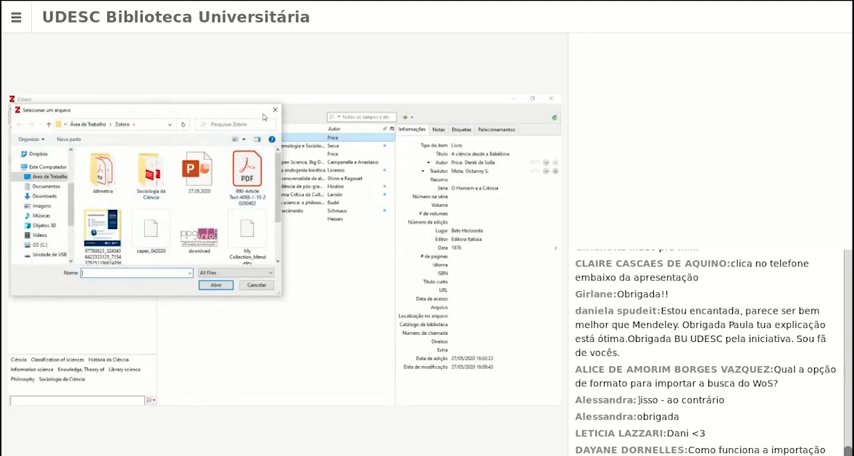 UDESC Biblioteca Universitária
Zotero
Selecionar um arquivo
Área de Trabalho > Zotero >
Pesquisar Zotero
Organizar
Nova pasta
Dropbox
Este Computador
Área de Trabalho
Documentos
Downloads
Imagens
Músicas
Objetos 3D
Vídeos
OS (C:)
Unidade de USB
Altmetria
Sociologia da
Ciência
27.05.2020
PDF
capes_042020
download
My
Nome:
All Files
Abrir
Cancelar
Autor
Price
Price
Serva
Campanella e Anastasio
Lorenzo
Shinn e Ragouet
Hostins
Lamón
Budd
Schmaus
Hessen
Informações
Notas
Etiquetas
Relacionamentos
Tipo do item Livro
Título A ciência desde a Babilônia
Autor Price, Derek de Solla
Tradutor Mota, Octanny S.
Resumo
Série O Homem e a Ciência
Número na série
Volume
# de volumes
Número da edição
Lugar Belo Horizonte
Editor Editora Itatiaia
Data 1976
# de páginas
Idioma
ISBN
Título curto
URL
Data de acesso
Arquivo
Localização no arquivo
Catálogo de biblioteca
Número de chamada
Direitos
Extra
Data de adição 27/05/2020 16:02:23
Data de modificação
Ciência Classification of sciences História da Ciência
Information science Knowledge, Theory of Library science
Philosophy Sociologia da Ciência
CLAIRE CASCAES DE AQUINO:clica no telefone
embaixo da apresentação
Girlane:Obrigada!!
daniela spudeit:Estou encantada, parece ser bem
melhor que Mendeley. Obrigada Paula tua explicação
está ótima.Obrigada BU UDESC pela iniciativa. Sou fã
de vocês.
ALICE DE AMORIM BORGES VAZQUEZ:Qual a opção
de formato para importar a busca do WoS?
Alessandra:]isso - ao contrário
Alessandra:obrigada
LETICIA LAZZARI:Dani <3
DAYANE DORNELLES:Como funciona a importação